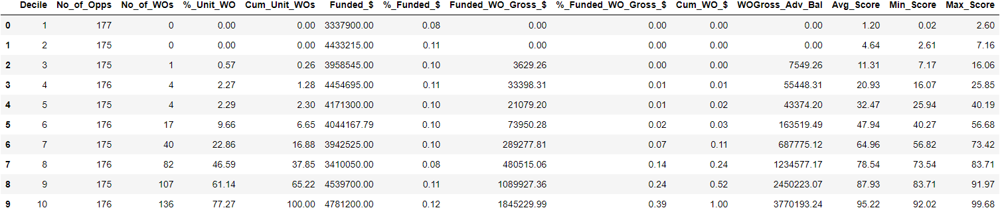 Decile No_of_Opps No_of_WOs %_Unit_WO Cum_Unit_WOs Funded_$ %_Funded_$ Funded_WO_Gross_$ %_Funded_WO_Gross_$ Cum_WO_$ WOGross_Adv_Bal Avg_Score Min_Score Max_Score
0 1 177 0 0.00 0.00 3337900.00 0.08 0.00 0.00 0.00 0.00 1.20 0.02 2.60
1 2 175 0 0.00 0.00 4433215.00 0.11 0.00 0.00 0.00 0.00 4.64 2.61 7.16
2 3 175 1 0.57 0.26 3958545.00 0.10 3629.26 0.00 0.00 7549.26 11.31 7.17 16.06
3 4 176 4 2.27 1.28 4454695.00 0.11 33398.31 0.01 0.01 55448.31 20.93 16.07 25.85
4 5 175 4 2.29 2.30 4171300.00 0.10 21079.20 0.01 0.02 43374.20 32.47 25.94 40.19
5 6 176 17 9.66 6.65 4044167.79 0.10 73950.28 0.02 0.03 163519.49 47.94 40.27 56.68
6 7 175 40 22.86 16.88 3942525.00 0.10 289277.81 0.07 0.11 687775.12 64.96 56.82 73.42
7 8 176 82 46.59 37.85 3410050.00 0.08 480515.06 0.14 0.24 1234577.17 78.54 73.54 83.71
8 9 175 107 61.14 65.22 4539700.00 0.11 1089927.36 0.24 0.52 2450223.07 87.93 83.71 91.97
9 10 176 136 77.27 100.00 4781200.00 0.12 1845229.99 0.39 1.00 3770193.24 95.22 92.02 99.68